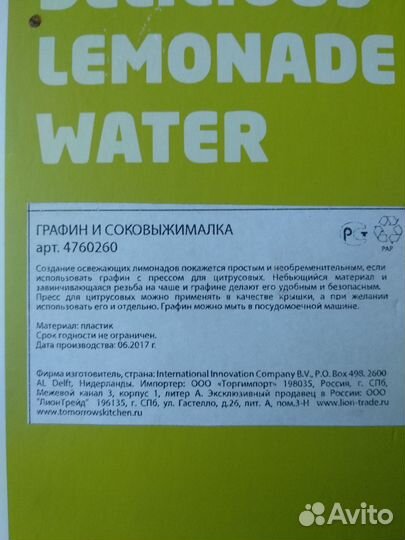 DELICIOUS
LEMONADE
WATER
ГРАФИН И СОКОВЫЖИМАЛКА
арт. 4760260
РСТ
PAP
Создание освежающих лимонадов покажется простым и необременительным, если
использовать графин с прессом для цитрусовых. Небьющийся материал и
завинчивающаяся резьба на чаше и графине делают его удобным и безопасным.
Пресс для цитрусовых можно применять в качестве крышки, а при желании
использовать его и отдельно. Графин можно мыть в посудомоечной машине.
Материал: пластик
Срок годности не ограничен.
Дата производства: 06.2017 г.
Фирма изготовитель, страна: International Innovation Company B.V., P.O. Box 498. 2600
AL Delft, Нидерланды. Импортер: ООО «Торгимпорт» 198035, Россия, г. СПб,
Межевой канал 3, корпус 1, литер А. Эксклюзивный продавец в России: ООО
"ЛионТрейд" 196135, г. СПб, ул. Гастелло, д.26, лит. А, пом.3-Н www.lion-trade.ru
www.tomorrowskitchen.ru
Avito